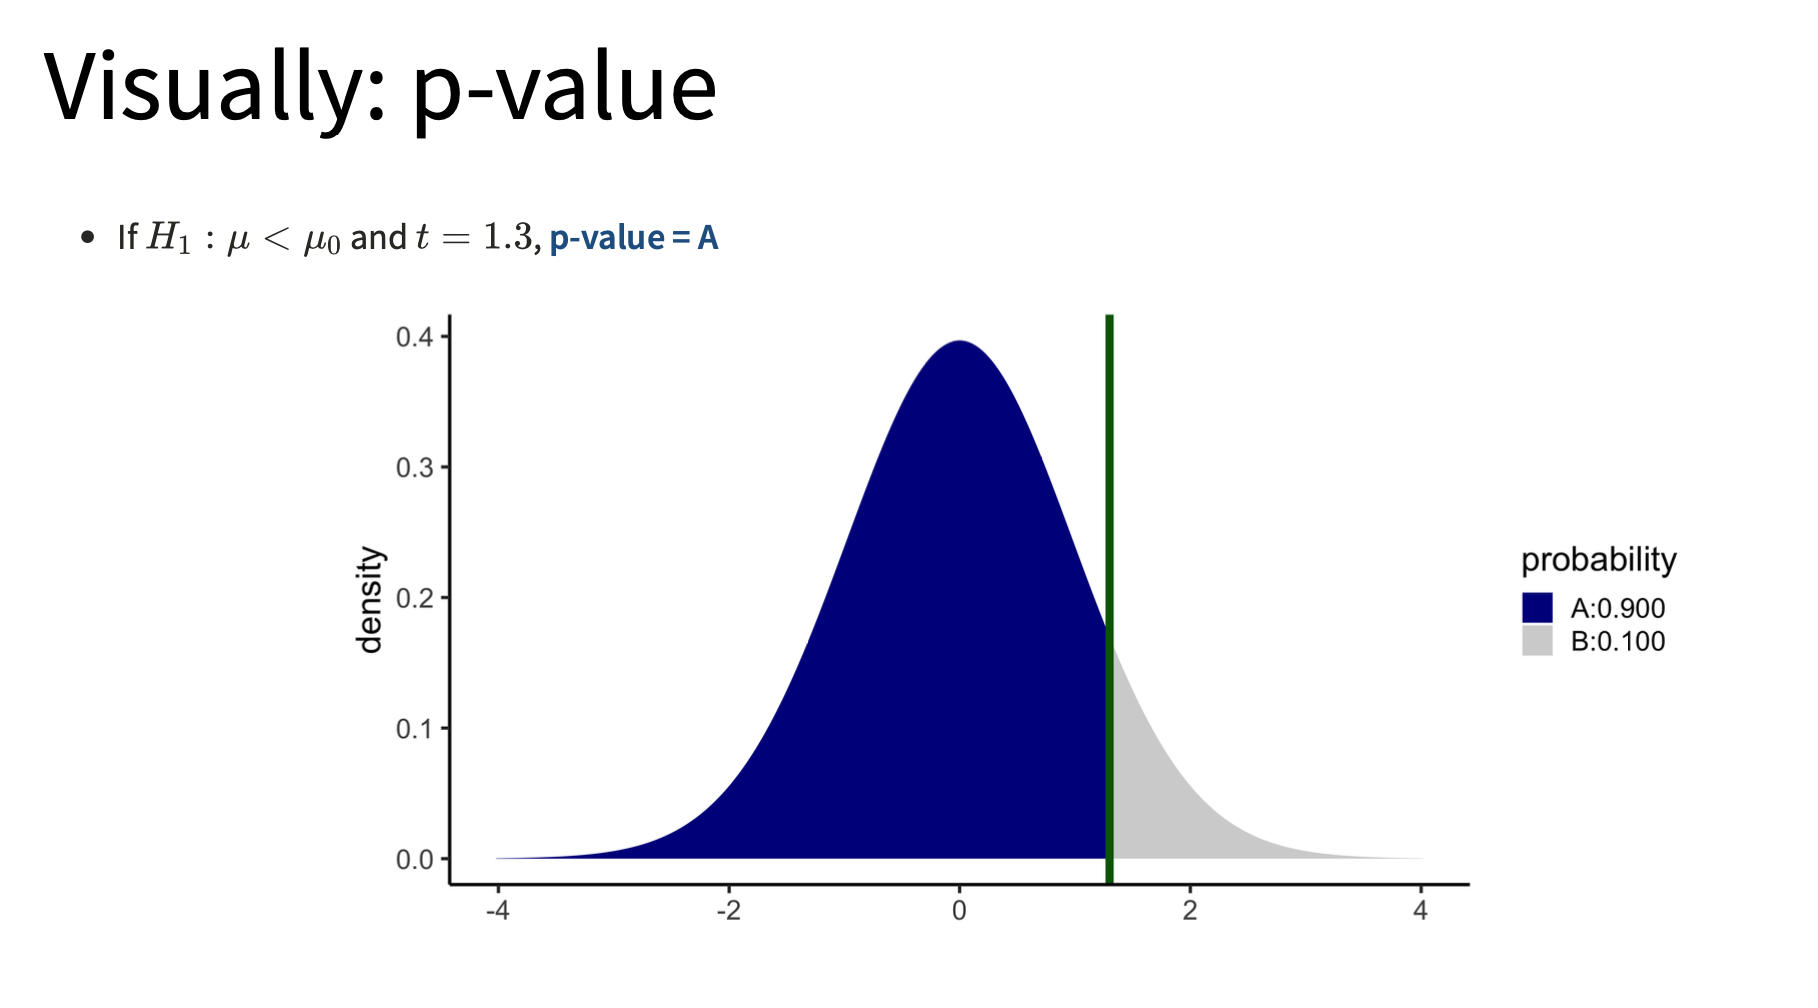 Visually: p-value
• If H₁ : μ < μ₀ and t = 1.3, p-value = A
0.4
0.3
0.2
0.1
0.0
density
-4 -2 0 2 4
probability
A:0.900
B:0.100